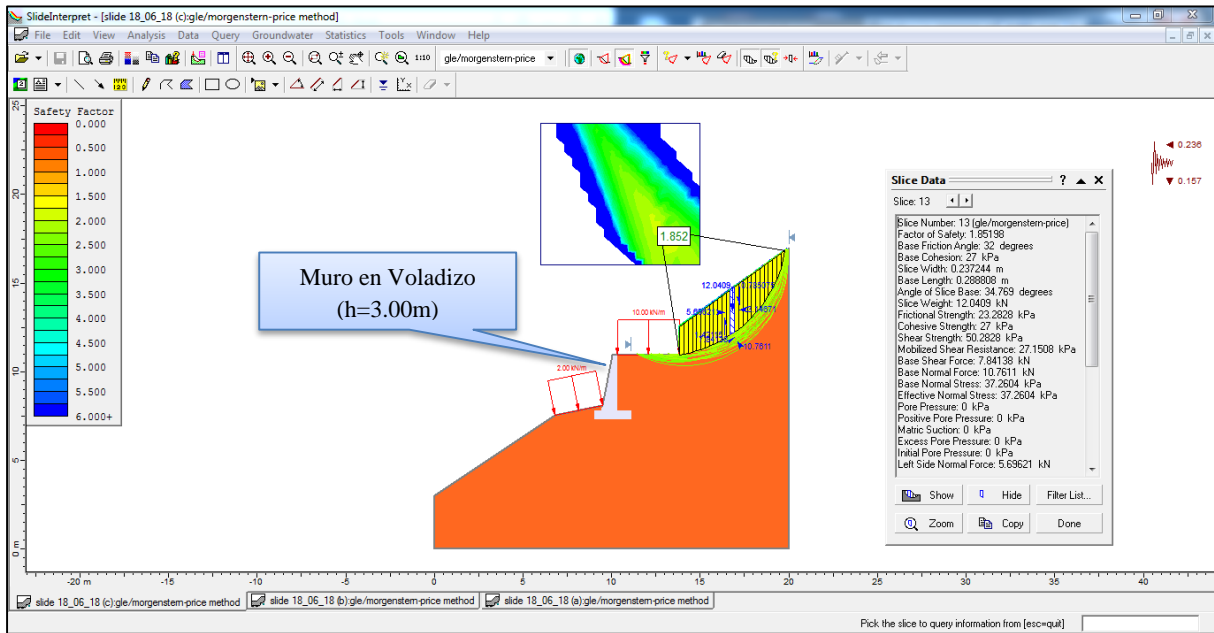 SlideInterpret - [slide 18_06_18 (c):gle/morgenstern-price method]
File Edit View Analysis Data Query Groundwater Statistics Tools Window Help
1:10 gle/morgenstern-price
Safety Factor
0.000
0.500
1.000
1.500
2.000
2.500
3.000
3.500
4.000
4.500
5.000
5.500
6.000+
25
20
15
10
5
0 m
0.236
0.157
1.852
Muro en Voladizo
(h=3.00m)
12.0409
10.00 kN/m
10.7611
2.00 kN/m
Slice Data ? X
Slice: 13
Slice Number: 13 (gle/morgenstern-price)
Factor of Safety: 1.85198
Base Friction Angle: 32 degrees
Base Cohesion: 27 kPa
Slice Width: 0.237244 m
Base Length: 0.288808 m
Angle of Slice Base: 34.769 degrees
Slice Weight: 12.0409 kN
Frictional Strength: 23.2828 kPa
Cohesive Strength: 27 kPa
Shear Strength: 50.2828 kPa
Mobilized Shear Resistance: 27.1508 kPa
Base Shear Force: 7.84138 kN
Base Normal Force: 10.7611 kN
Base Normal Stress: 37.2604 kPa
Effective Normal Stress: 37.2604 kPa
Pore Pressure: 0 kPa
Positive Pore Pressure: 0 kPa
Matric Suction: 0 kPa
Excess Pore Pressure: 0 kPa
Initial Pore Pressure: 0 kPa
Left Side Normal Force: 5.69621 kN
Show Hide Filter List...
Zoom Copy Done
-20 m -15 -10 -5 0 5 10 15 20 25 30 35 40
slide 18_06_18 (c):gle/morgenstern-price method slide 18_06_18 (b):gle/morgenstern-price method slide 18_06_18 (a):gle/morgenstern-price method
Pick the slice to query information from [esc=quit]